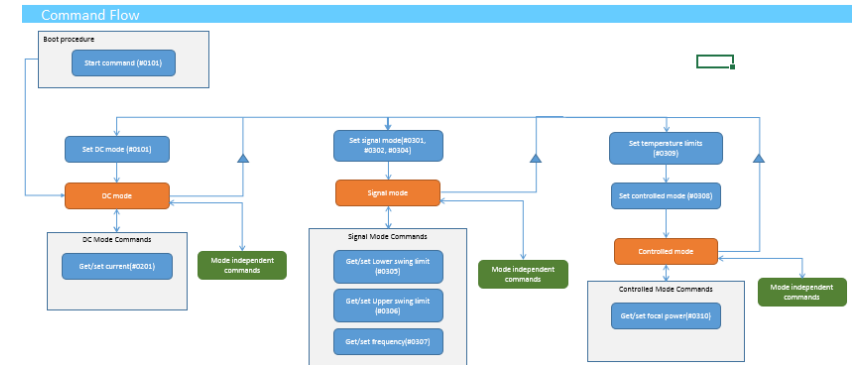 Command Flow
Boot procedure
Start command (#0101)
Set DC mode (#0101)
DC mode
DC Mode Commands
Get/set current(#0201)
Mode independent
commands
Set signal mode(#0301,
#0302, #0304)
Signal mode
Signal Mode Commands
Get/set Lower swing limit
(#0305)
Get/set Upper swing limit
(#0306)
Get/set frequency(#0307)
Mode independent
commands
Set temperature limits
(#0309)
Set controlled mode (#0308)
Controlled mode
Controlled Mode Commands
Get/set focal power(#0310)
Mode independent
commands